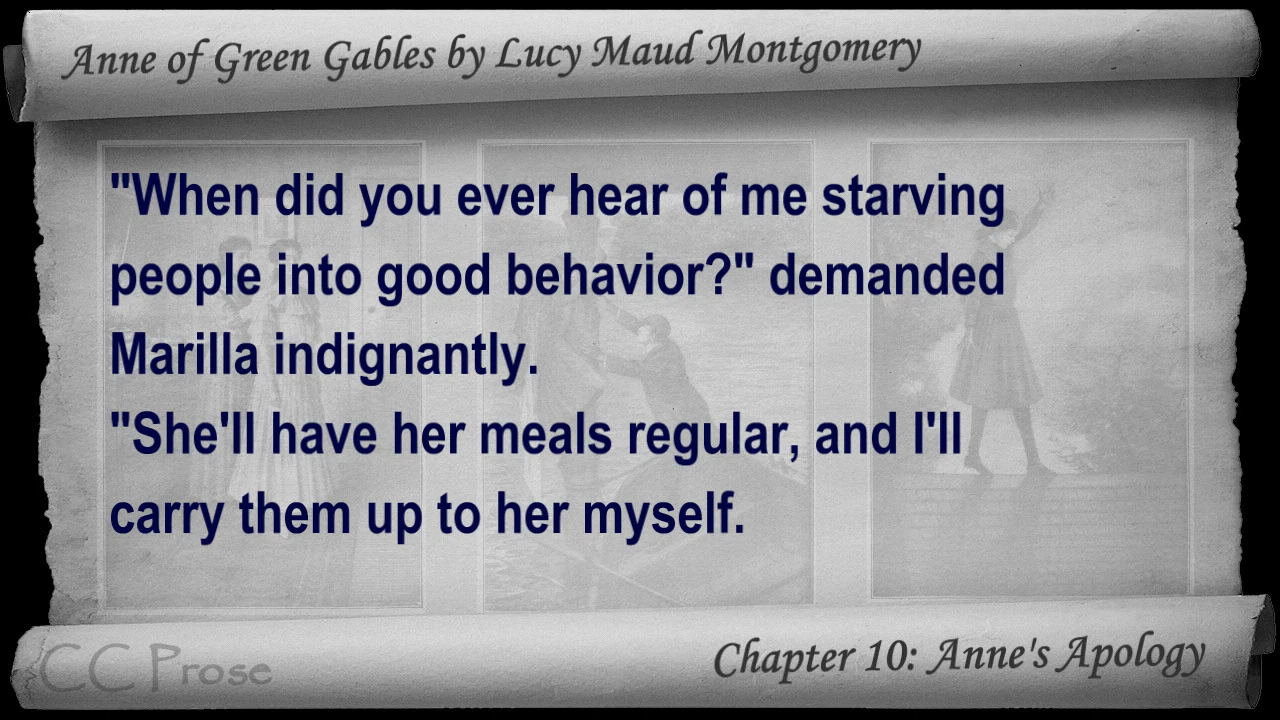 Anne of Green Gables by Lucy Maud Montgomery
"When did you ever hear of me starving
people into good behavior?" demanded
Marilla indignantly.
"She'll have her meals regular, and I'll
carry them up to her myself.
CC Prose
Chapter 10: Anne's Apology